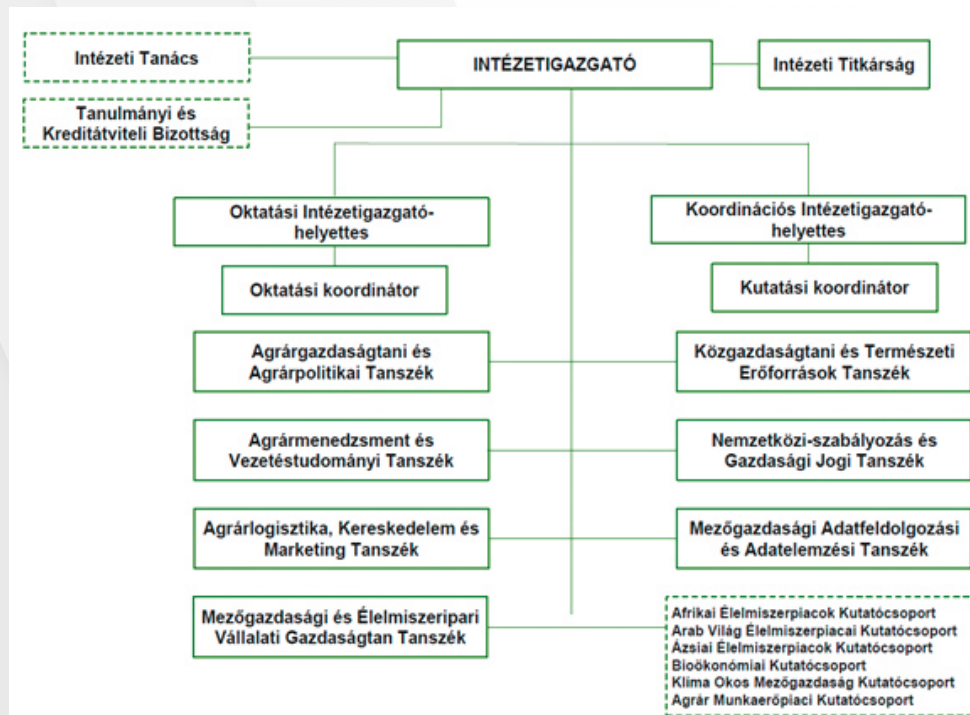 Intézeti Tanács
INTÉZETIGAZGATÓ
Intézeti Titkárság
Tanulmányi és
Kreditátviteli Bizottság
Oktatási Intézetigazgató-
helyettes
Koordinációs Intézetigazgató-
helyettes
Oktatási koordinátor
Kutatási koordinátor
Agrárgazdaságtani és
Agrárpolitikai Tanszék
Közgazdaságtani és Természeti
Erőforrások Tanszék
Agrármenedzsment és
Vezetéstudományi Tanszék
Nemzetközi-szabályozás és
Gazdasági Jogi Tanszék
Agrárlogisztika, Kereskedelem és
Marketing Tanszék
Mezőgazdasági Adatfeldolgozási
és Adatelemzési Tanszék
Mezőgazdasági és Élelmiszeripari
Vállalati Gazdaságtan Tanszék
Afrikai Élelmiszerpiacok Kutatócsoport
Arab Világ Élelmiszerpiacai Kutatócsoport
Ázsiai Élelmiszerpiacok Kutatócsoport
Bioökonómiai Kutatócsoport
Klíma Okos Mezőgazdaság Kutatócsoport
Agrár Munkaerőpiaci Kutatócsoport